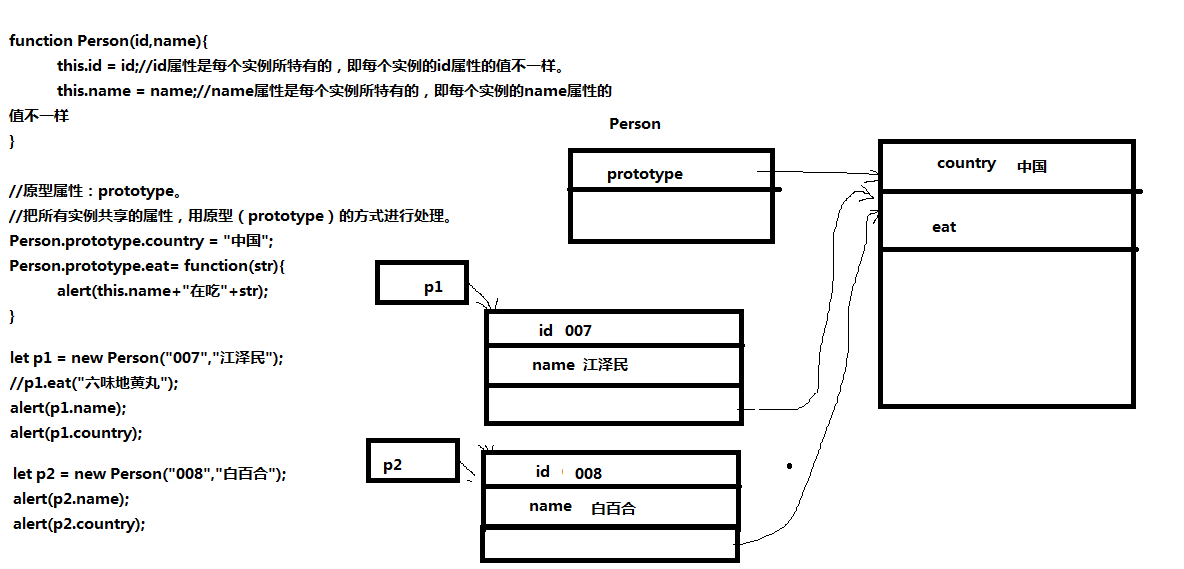 function Person(id,name){
this.id = id;//id属性是每个实例所特有的，即每个实例的id属性的值不一样。
this.name = name;//name属性是每个实例所特有的，即每个实例的name属性的
值不一样
}
//原型属性：prototype。
//把所有实例共享的属性，用原型（prototype）的方式进行处理。
Person.prototype.country = "中国";
Person.prototype.eat= function(str){
alert(this.name+"在吃"+str);
}
let p1 = new Person("007","江泽民");
//p1.eat("六味地黄丸");
alert(p1.name);
alert(p1.country);
let p2 = new Person("008","白百合");
alert(p2.name);
alert(p2.country);
Person
prototype
country 中国
eat
p1
id 007
name 江泽民
p2
id 008
name 白百合